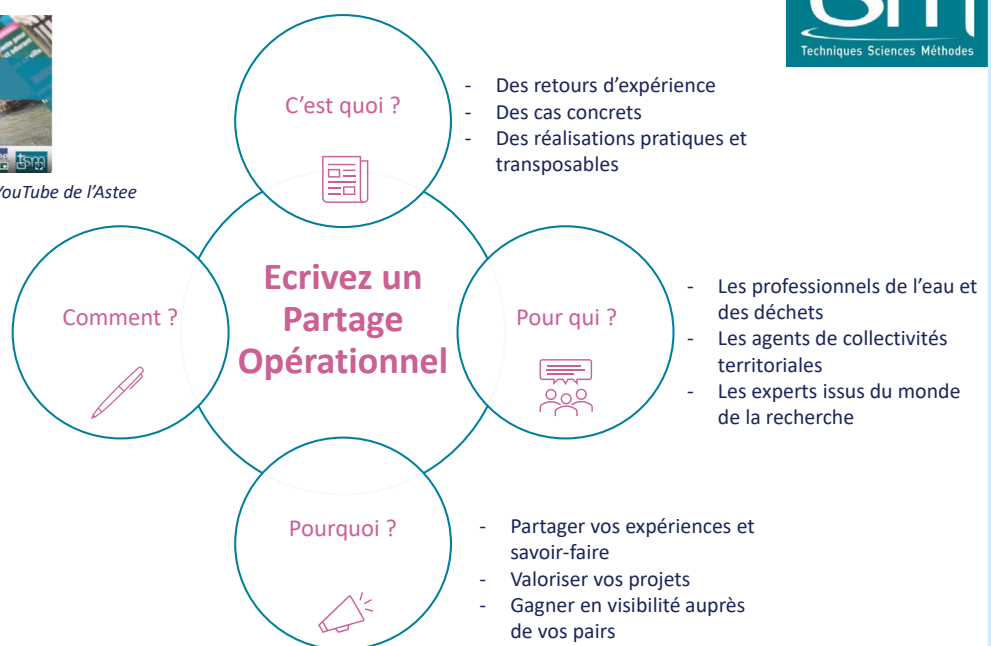 Techniques Sciences Méthodes
C'est quoi ?
- Des retours d'expérience
- Des cas concrets
- Des réalisations pratiques et
transposables
tsm
YouTube de l'Astee
Ecrivez un
Partage
Opérationnel
Comment ?
Pour qui ?
- Les professionnels de l'eau et
des déchets
- Les agents de collectivités
territoriales
- Les experts issus du monde
de la recherche
Pourquoi ?
- Partager vos expériences et
savoir-faire
- Valoriser vos projets
- Gagner en visibilité auprès
de vos pairs